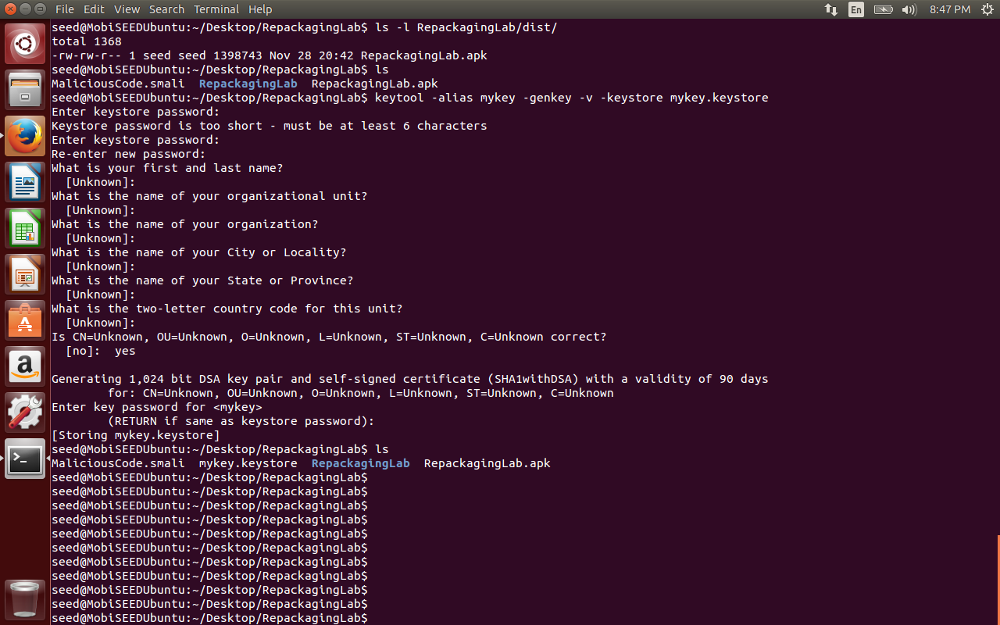 File Edit View Search Terminal Help En 8:47 PM
seed@MobiSEEDUbuntu:~/Desktop/RepackagingLab$ ls -l RepackagingLab/dist/
total 1368
-rw-rw-r-- 1 seed seed 1398743 Nov 28 20:42 RepackagingLab.apk
seed@MobiSEEDUbuntu:~/Desktop/RepackagingLab$ ls
MaliciousCode.smali  RepackagingLab  RepackagingLab.apk
seed@MobiSEEDUbuntu:~/Desktop/RepackagingLab$ keytool -alias mykey -genkey -v -keystore mykey.keystore
Enter keystore password:
Keystore password is too short - must be at least 6 characters
Enter keystore password:
Re-enter new password:
What is your first and last name?
  [Unknown]:
What is the name of your organizational unit?
  [Unknown]:
What is the name of your organization?
  [Unknown]:
What is the name of your City or Locality?
  [Unknown]:
What is the name of your State or Province?
  [Unknown]:
What is the two-letter country code for this unit?
  [Unknown]:
Is CN=Unknown, OU=Unknown, O=Unknown, L=Unknown, ST=Unknown, C=Unknown correct?
  [no]:  yes
Generating 1,024 bit DSA key pair and self-signed certificate (SHA1withDSA) with a validity of 90 days
        for: CN=Unknown, OU=Unknown, O=Unknown, L=Unknown, ST=Unknown, C=Unknown
Enter key password for <mykey>
        (RETURN if same as keystore password):
[Storing mykey.keystore]
seed@MobiSEEDUbuntu:~/Desktop/RepackagingLab$ ls
MaliciousCode.smali  mykey.keystore  RepackagingLab  RepackagingLab.apk
seed@MobiSEEDUbuntu:~/Desktop/RepackagingLab$
seed@MobiSEEDUbuntu:~/Desktop/RepackagingLab$
seed@MobiSEEDUbuntu:~/Desktop/RepackagingLab$
seed@MobiSEEDUbuntu:~/Desktop/RepackagingLab$
seed@MobiSEEDUbuntu:~/Desktop/RepackagingLab$
seed@MobiSEEDUbuntu:~/Desktop/RepackagingLab$
seed@MobiSEEDUbuntu:~/Desktop/RepackagingLab$
seed@MobiSEEDUbuntu:~/Desktop/RepackagingLab$
seed@MobiSEEDUbuntu:~/Desktop/RepackagingLab$
seed@MobiSEEDUbuntu:~/Desktop/RepackagingLab$
seed@MobiSEEDUbuntu:~/Desktop/RepackagingLab$